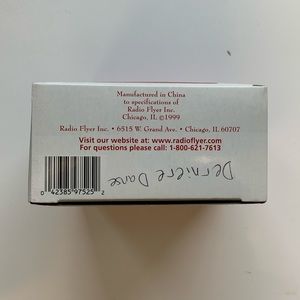 Manufactured in China
to specifications of
Radio Flyer Inc.
Chicago, IL ©1999
Radio Flyer Inc. • 6515 W. Grand Ave. • Chicago, IL 60707
Visit our website at: www.radioflyer.com
For questions please call: 1-800-621-7613
Dernière Danse
0 42385 97525 2